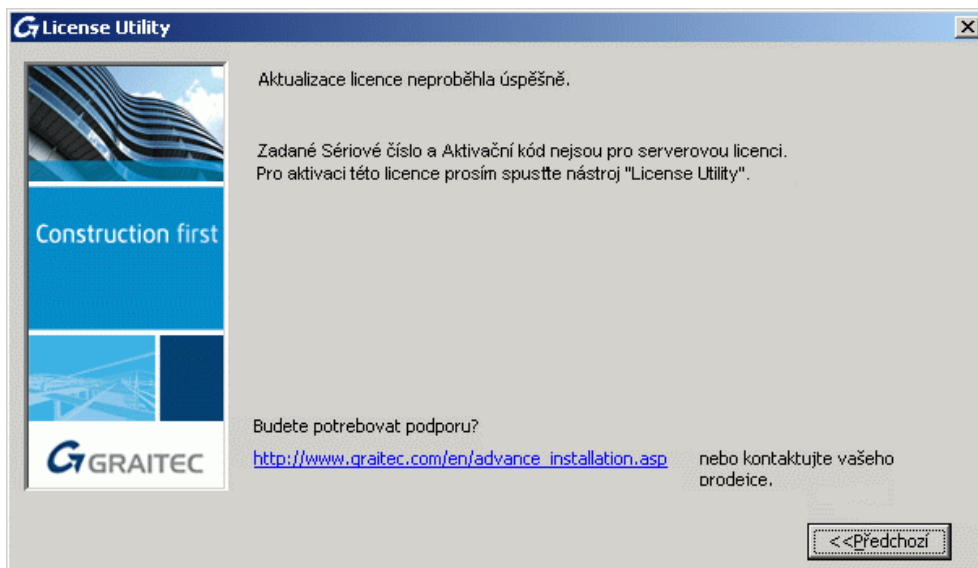 License Utility
Aktualizace licence neproběhla úspěšně.
Zadané Sériové číslo a Aktivační kód nejsou pro serverovou licenci.
Pro aktivaci této licence prosím spusťte nástroj "License Utility".
Construction first
GRAITEC
Budete potrebovat podporu?
http://www.graitec.com/en/advance_installation.asp nebo kontaktujte vašeho
prodejce.
<<Předchozí